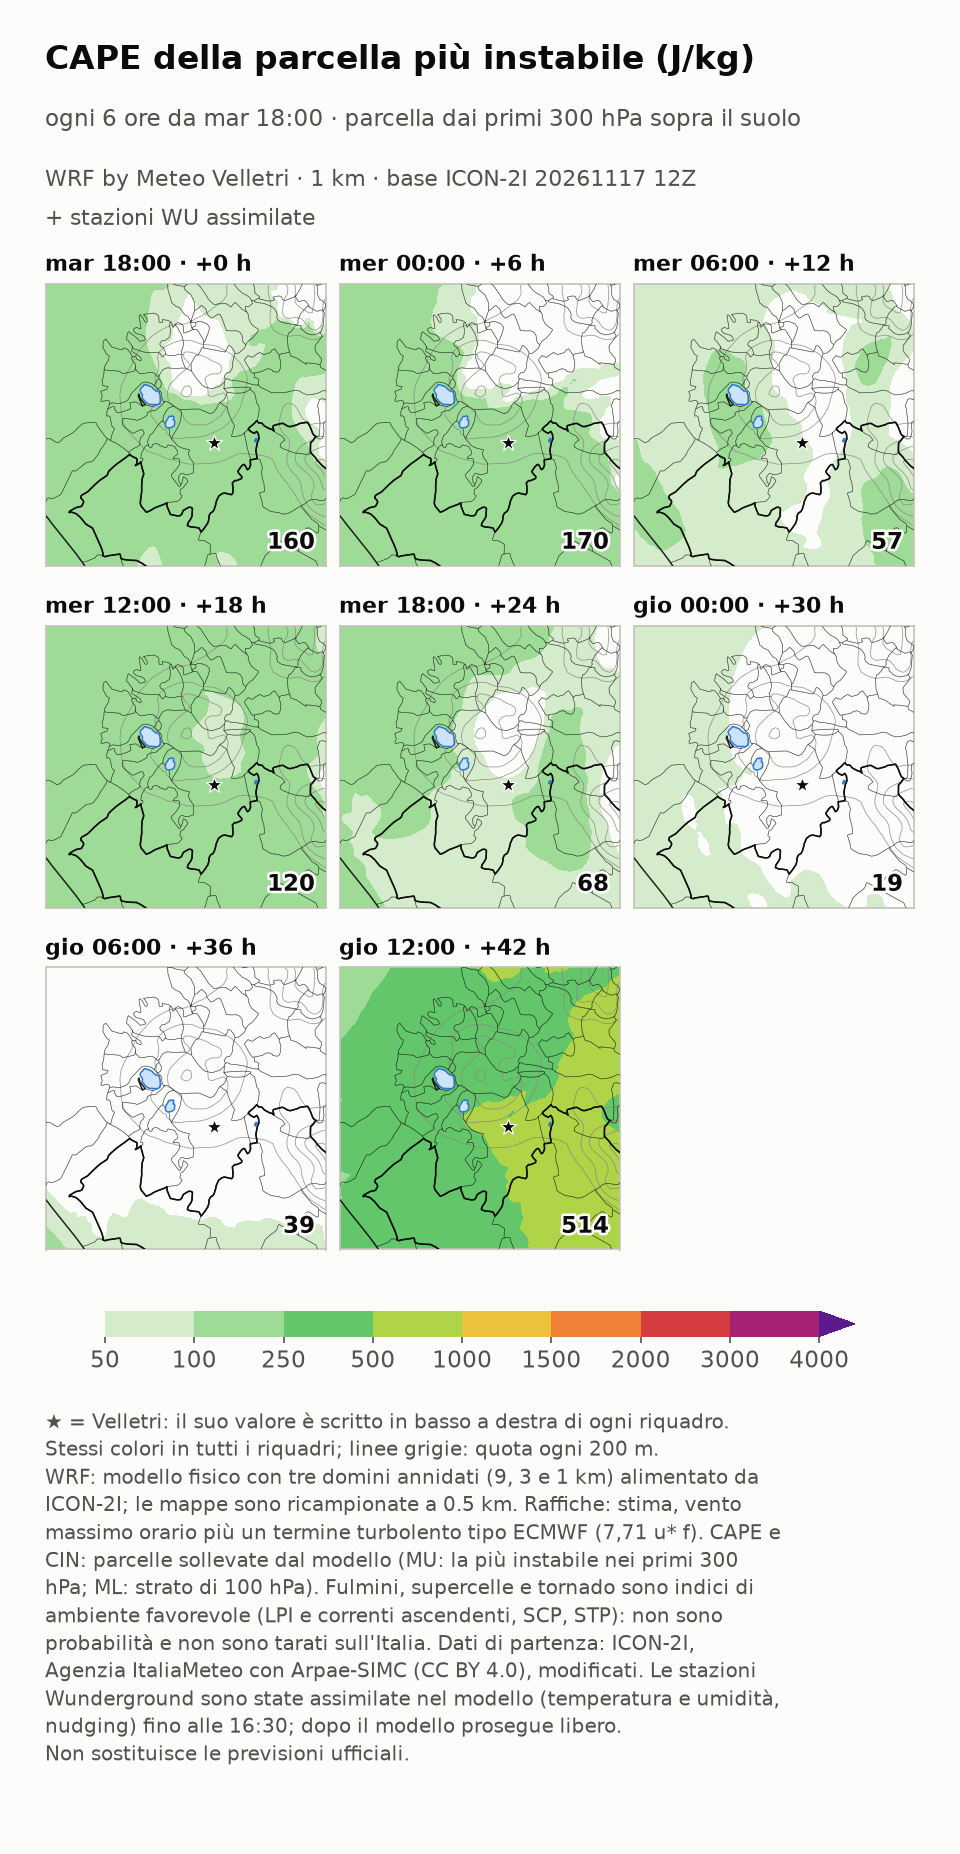 CAPE della parcella più instabile (J/kg)
ogni 6 ore da mar 18:00 · parcella dai primi 300 hPa sopra il suolo
WRF by Meteo Velletri · 1 km · base ICON-2I 20261117 12Z
+ stazioni WU assimilate
mar 18:00 · +0 h
mer 00:00 · +6 h
mer 06:00 · +12 h
160
170
57
mer 12:00 · +18 h
mer 18:00 · +24 h
gio 00:00 · +30 h
120
68
19
gio 06:00 · +36 h
gio 12:00 · +42 h
39
514
50 100 250 500 1000 1500 2000 3000 4000
★ = Velletri: il suo valore è scritto in basso a destra di ogni riquadro.
Stessi colori in tutti i riquadri; linee grigie: quota ogni 200 m.
WRF: modello fisico con tre domini annidati (9, 3 e 1 km) alimentato da
ICON-2I; le mappe sono ricampionate a 0.5 km. Raffiche: stima, vento
massimo orario più un termine turbolento tipo ECMWF (7,71 u* f). CAPE e
CIN: parcelle sollevate dal modello (MU: la più instabile nei primi 300
hPa; ML: strato di 100 hPa). Fulmini, supercelle e tornado sono indici di
ambiente favorevole (LPI e correnti ascendenti, SCP, STP): non sono
probabilità e non sono tarati sull'Italia. Dati di partenza: ICON-2I,
Agenzia ItaliaMeteo con Arpae-SIMC (CC BY 4.0), modificati. Le stazioni
Wunderground sono state assimilate nel modello (temperatura e umidità,
nudging) fino alle 16:30; dopo il modello prosegue libero.
Non sostituisce le previsioni ufficiali.